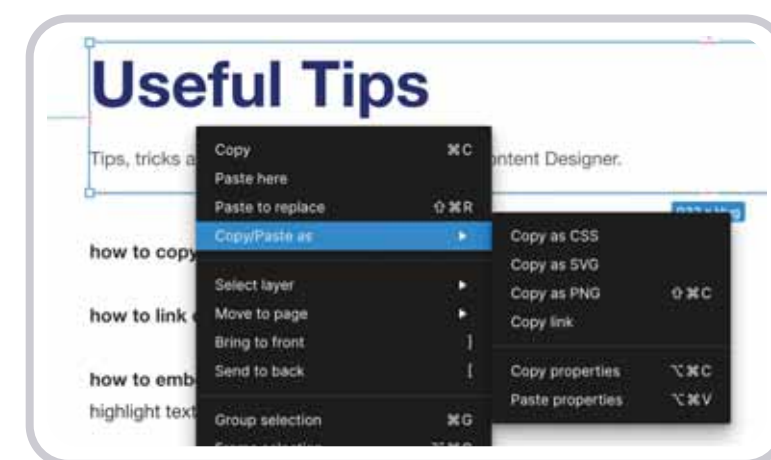 Useful Tips
Tips, tricks a
ntent Designer.
how to copy
how to link
how to emb
highlight text
Copy ⌘C
Paste here
Paste to replace ⇧⌘R
Copy/Paste as ▶
Select layer ▶
Move to page ▶
Bring to front ]
Send to back [
Group selection ⌘G
Copy as CSS
Copy as SVG
Copy as PNG ⇧⌘C
Copy link
Copy properties ⌥⌘C
Paste properties ⌥⌘V